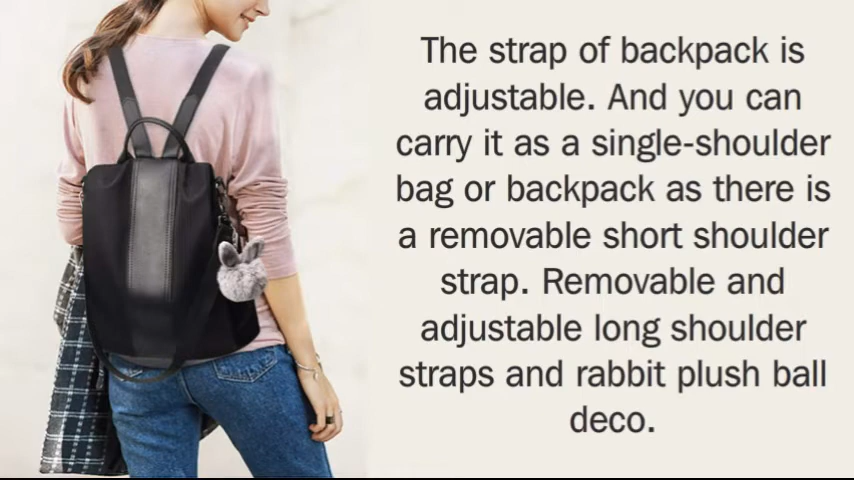 The strap of backpack is
adjustable. And you can
carry it as a single-shoulder
bag or backpack as there is
a removable short shoulder
strap. Removable and
adjustable long shoulder
straps and rabbit plush ball
deco.